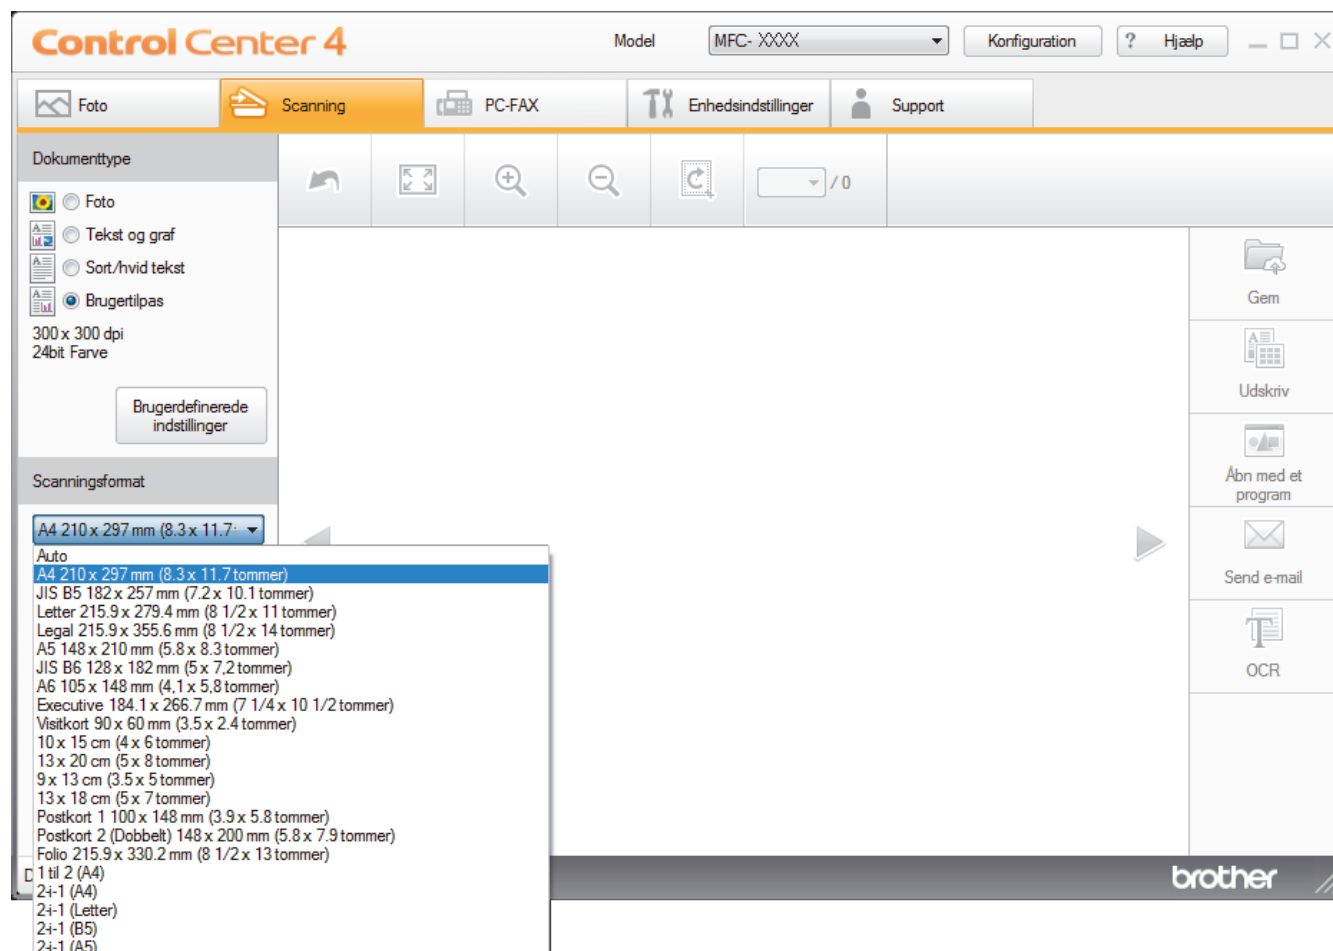 Control Center 4
Model
MFC- XXXX
Konfiguration
? Hjælp
Foto
Scanning
PC-FAX
Enhedsindstillinger
Support
Dokumenttype
Foto
Tekst og graf
Sort/hvid tekst
Brugertilpas
300 x 300 dpi
24bit Farve
Brugerdefinerede
indstillinger
/ 0
Scanningsformat
A4 210 x 297 mm (8.3 x 11.7
Auto
A4 210 x 297 mm (8.3 x 11.7 tommer)
JIS B5 182 x 257 mm (7.2 x 10.1 tommer)
Letter 215.9 x 279.4 mm (8 1/2 x 11 tommer)
Legal 215.9 x 355.6 mm (8 1/2 x 14 tommer)
A5 148 x 210 mm (5.8 x 8.3 tommer)
JIS B6 128 x 182 mm (5 x 7,2 tommer)
A6 105 x 148 mm (4,1 x 5,8 tommer)
Executive 184.1 x 266.7 mm (7 1/4 x 10 1/2 tommer)
Visitkort 90 x 60 mm (3.5 x 2.4 tommer)
10 x 15 cm (4 x 6 tommer)
13 x 20 cm (5 x 8 tommer)
9 x 13 cm (3.5 x 5 tommer)
13 x 18 cm (5 x 7 tommer)
Postkort 1 100 x 148 mm (3.9 x 5.8 tommer)
Postkort 2 (Dobbelt) 148 x 200 mm (5.8 x 7.9 tommer)
Folio 215.9 x 330.2 mm (8 1/2 x 13 tommer)
1 til 2 (A4)
2-i-1 (A4)
2-i-1 (Letter)
2-i-1 (B5)
2-i-1 (A5)
Gem
Udskriv
Åbn med et
program
Send e-mail
OCR
brother